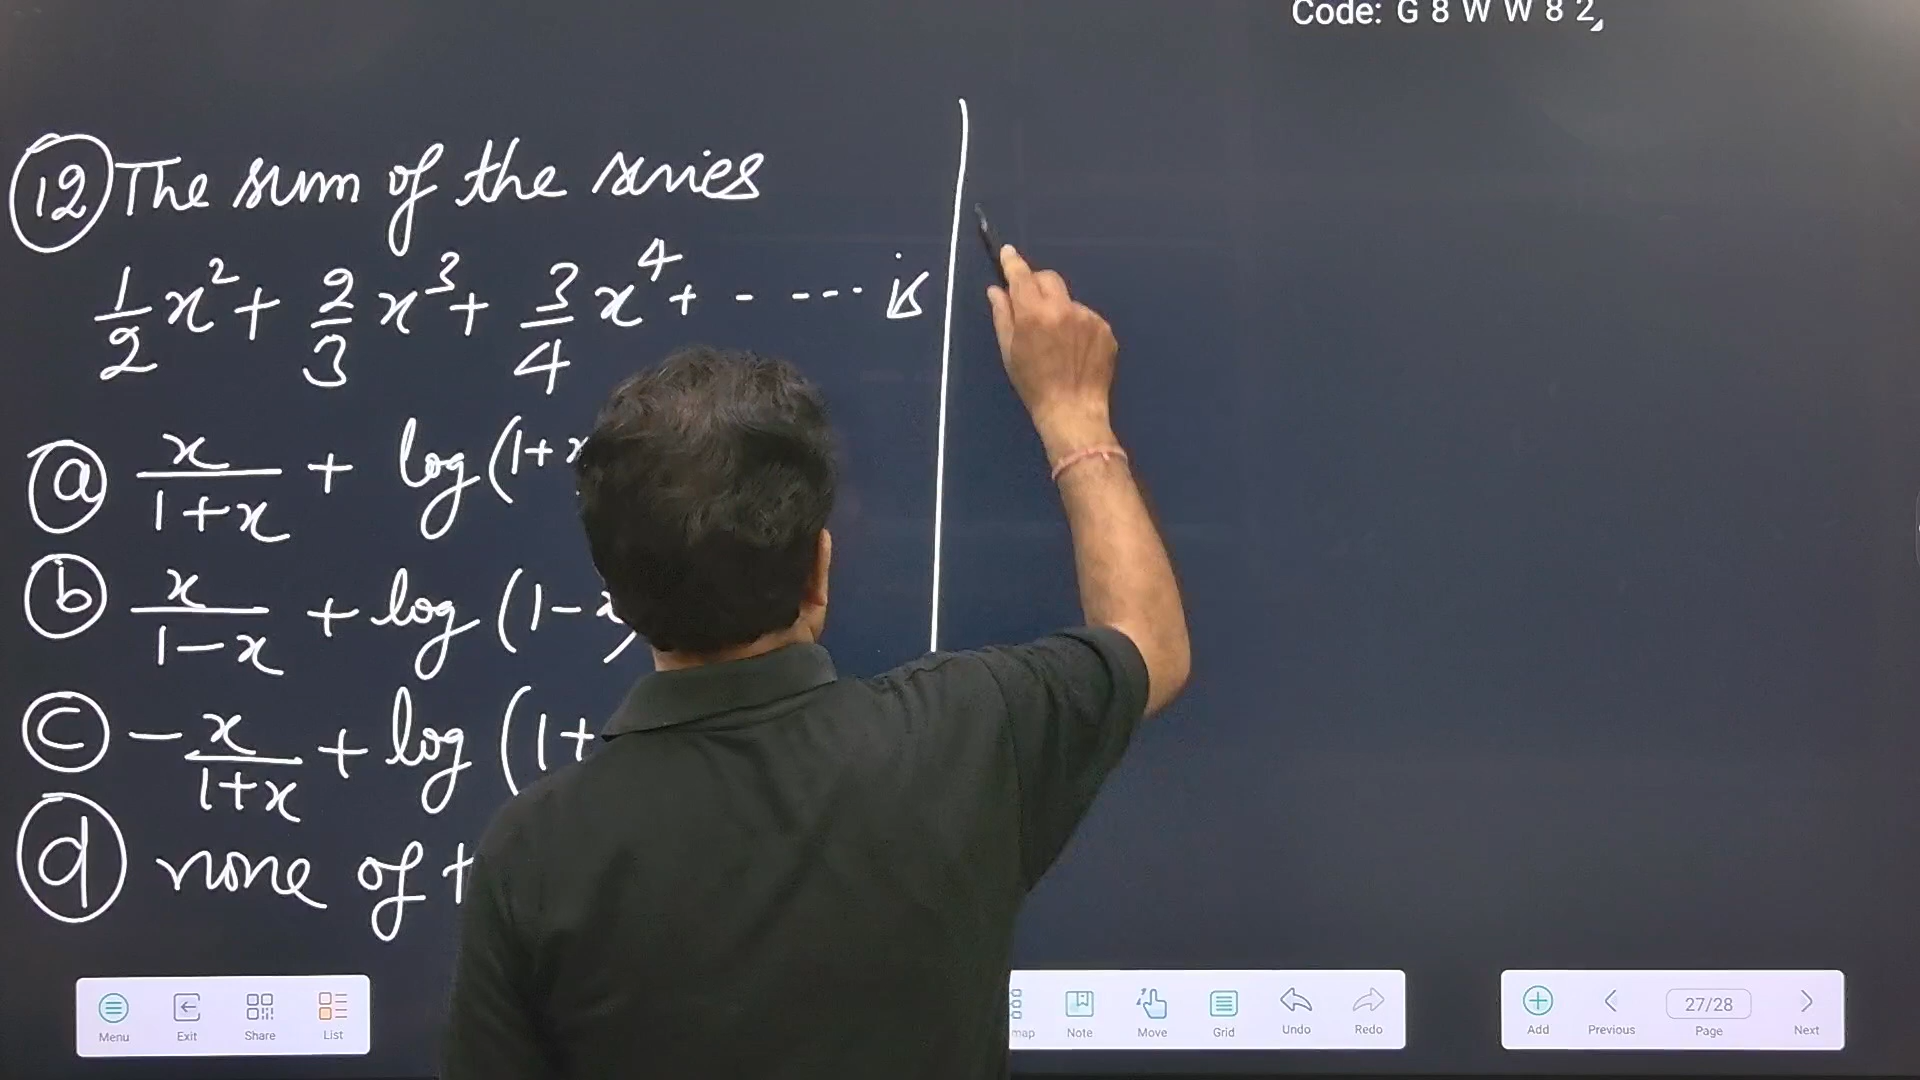 Code: G 8 W W 8 2
(12) The sum of the series
1/2 x² + 2/3 x³ + 3/4 x⁴ + - ---- is
(a) x/(1+x) + log(1+x
(b) x/(1-x) + log(1-x)
(c) -x/(1+x) + log(1+
(d) none of
Menu
Exit
Share
List
map
Note
Move
Grid
Undo
Redo
Add
Previous
27/28
Page
Next